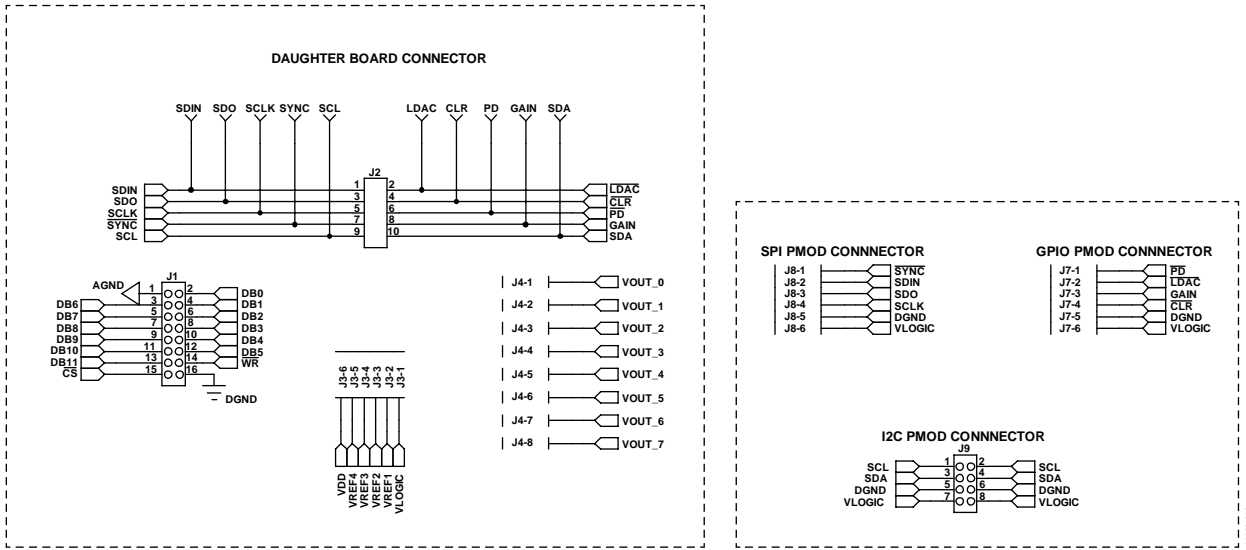 DAUGHTER BOARD CONNECTOR
SDIN SDO SCLK SYNC SCL LDAC CLR PD GAIN SDA
J2
SDIN 1 2 LDAC
SDO 3 4 CLR
SCLK 5 6 PD
SYNC 7 8 GAIN
SCL 9 10 SDA
J1
AGND 1 2 DB0
DB6 3 4 DB1
DB7 5 6 DB2
DB8 7 8 DB3
DB9 9 10 DB4
DB10 11 12 DB5
DB11 13 14 WR
CS 15 16
DGND
J3-6 J3-5 J3-4 J3-3 J3-2 J3-1
VDD VREF4 VREF3 VREF2 VREF1 VLOGIC
J4-1 VOUT_0
J4-2 VOUT_1
J4-3 VOUT_2
J4-4 VOUT_3
J4-5 VOUT_4
J4-6 VOUT_5
J4-7 VOUT_6
J4-8 VOUT_7
SPI PMOD CONNNECTOR
J8-1 SYNC
J8-2 SDIN
J8-3 SDO
J8-4 SCLK
J8-5 DGND
J8-6 VLOGIC
GPIO PMOD CONNNECTOR
J7-1 PD
J7-2 LDAC
J7-3 GAIN
J7-4 CLR
J7-5 DGND
J7-6 VLOGIC
I2C PMOD CONNNECTOR
J9
SCL 1 2 SCL
SDA 3 4 SDA
DGND 5 6 DGND
VLOGIC 7 8 VLOGIC